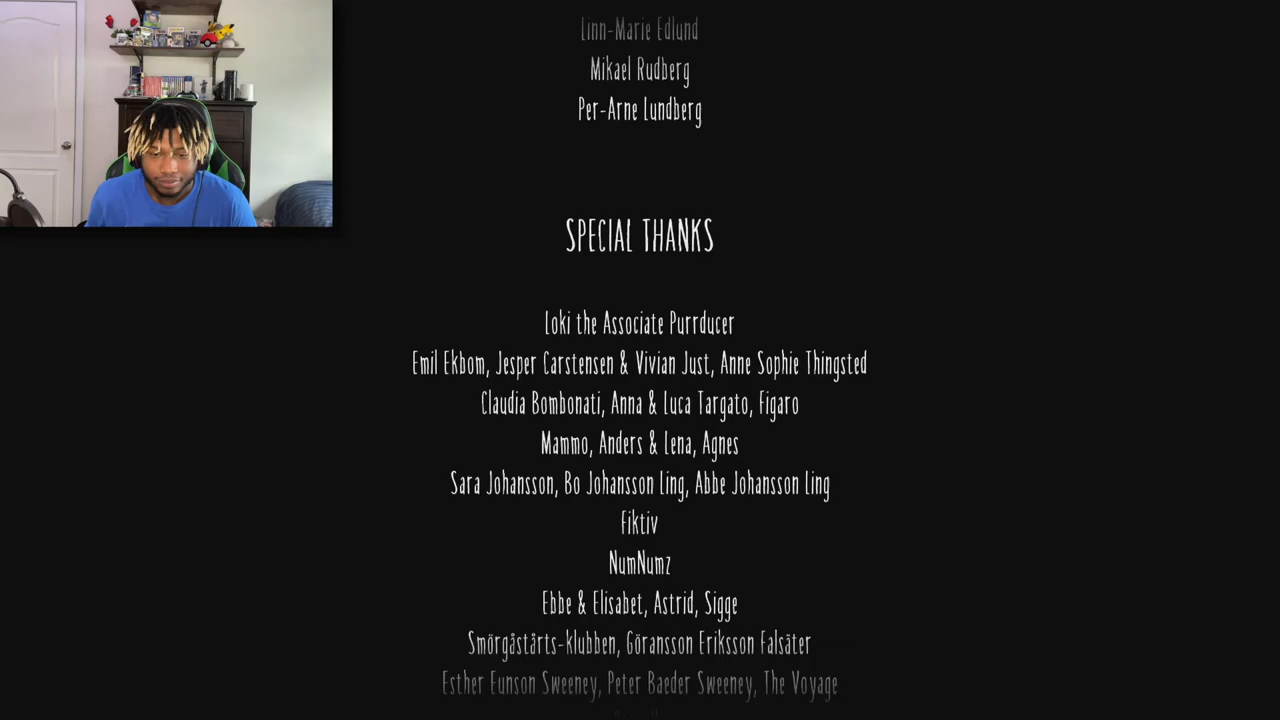 Linn-Marie Edlund
Mikael Rudberg
Per-Arne Lundberg
SPECIAL THANKS
Loki the Associate Purrducer
Emil Ekbom, Jesper Carstensen & Vivian Just, Anne Sophie Thingsted
Claudia Bombonati, Anna & Luca Targato, Figaro
Mammo, Anders & Lena, Agnes
Sara Johansson, Bo Johansson Ling, Abbe Johansson Ling
Fiktiv
NumNumz
Ebbe & Elisabet, Astrid, Sigge
Smörgåstårts-klubben, Göransson Eriksson Falsäter
Esther Eunson Sweeney, Peter Baeder Sweeney, The Voyage